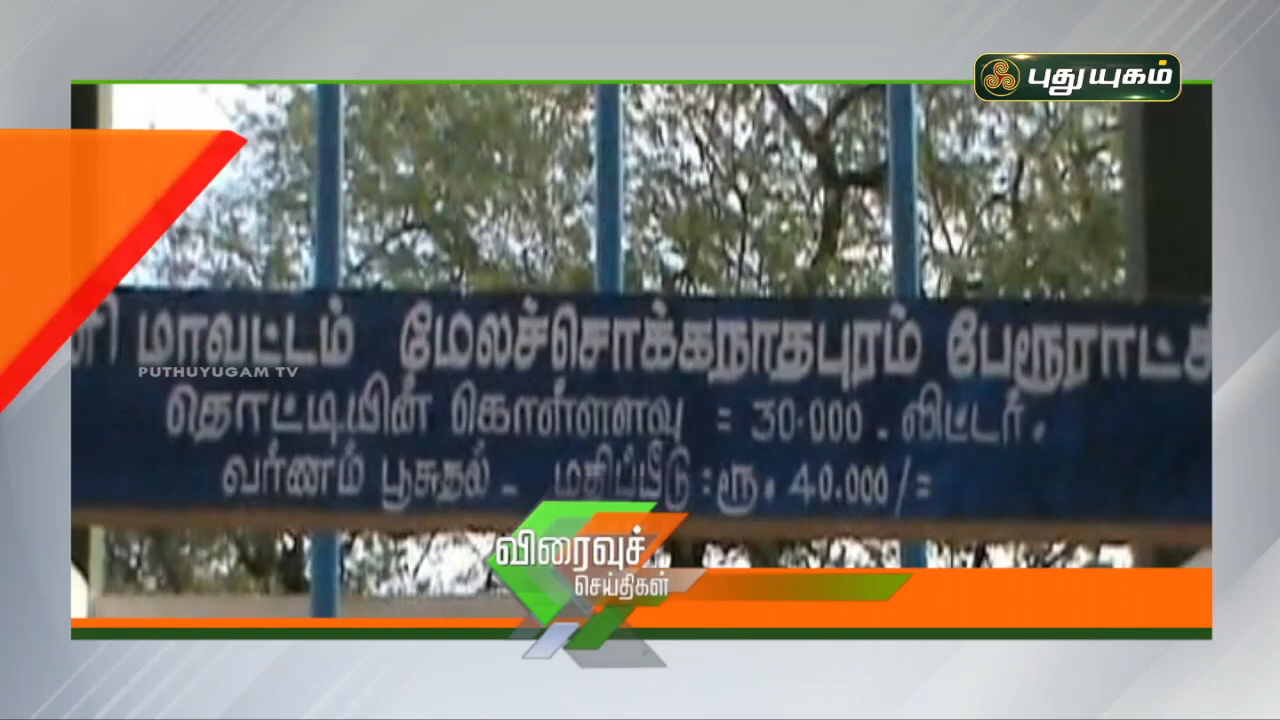 புதுயுகம்
மாவட்டம் மேலச்சொக்கநாதபுரம்
PUTHUYUGAM TV
தொட்டியின் கொள்ளளவு = 30.000 . லிட்டர்.
வர்ணம் பூசுதல் - மதிப்பீடு :ரூ. 40.000/=
விரைவுச்
செய்திகள்